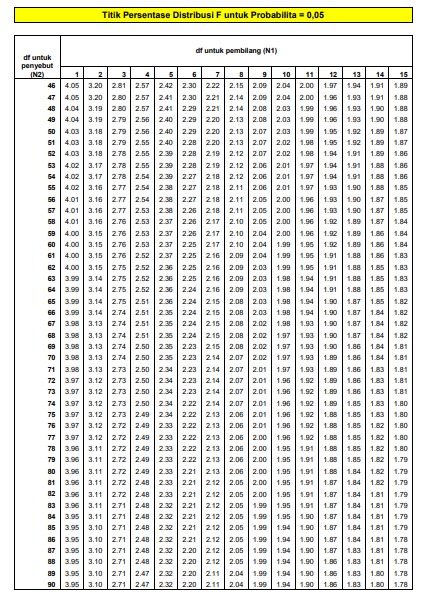 Titik Persentase Distribusi F untuk Probabilita = 0,05
df untuk penyebut (N2)
df untuk pembilang (N1)
1 2 3 4 5 6 7 8 9 10 11 12 13 14 15
46 4.05 3.20 2.81 2.57 2.42 2.30 2.22 2.15 2.09 2.04 2.00 1.97 1.94 1.91 1.89
47 4.05 3.20 2.80 2.57 2.41 2.30 2.21 2.14 2.09 2.04 2.00 1.96 1.93 1.91 1.88
48 4.04 3.19 2.80 2.57 2.41 2.29 2.21 2.14 2.08 2.03 1.99 1.96 1.93 1.90 1.88
49 4.04 3.19 2.79 2.56 2.40 2.29 2.20 2.13 2.08 2.03 1.99 1.96 1.93 1.90 1.88
50 4.03 3.18 2.79 2.56 2.40 2.29 2.20 2.13 2.07 2.03 1.99 1.95 1.92 1.89 1.87
51 4.03 3.18 2.79 2.55 2.40 2.28 2.20 2.13 2.07 2.02 1.98 1.95 1.92 1.89 1.87
52 4.03 3.18 2.78 2.55 2.39 2.28 2.19 2.12 2.07 2.02 1.98 1.94 1.91 1.89 1.86
53 4.02 3.17 2.78 2.55 2.39 2.28 2.19 2.12 2.06 2.01 1.97 1.94 1.91 1.88 1.86
54 4.02 3.17 2.78 2.54 2.39 2.27 2.18 2.12 2.06 2.01 1.97 1.94 1.91 1.88 1.86
55 4.02 3.16 2.77 2.54 2.38 2.27 2.18 2.11 2.06 2.01 1.97 1.93 1.90 1.88 1.85
56 4.01 3.16 2.77 2.54 2.38 2.27 2.18 2.11 2.05 2.00 1.96 1.93 1.90 1.87 1.85
57 4.01 3.16 2.77 2.53 2.38 2.26 2.18 2.11 2.05 2.00 1.96 1.93 1.90 1.87 1.85
58 4.01 3.16 2.76 2.53 2.37 2.26 2.17 2.10 2.05 2.00 1.96 1.92 1.89 1.87 1.84
59 4.00 3.15 2.76 2.53 2.37 2.26 2.17 2.10 2.04 2.00 1.96 1.92 1.89 1.86 1.84
60 4.00 3.15 2.76 2.53 2.37 2.25 2.17 2.10 2.04 1.99 1.95 1.92 1.89 1.86 1.84
61 4.00 3.15 2.76 2.52 2.37 2.25 2.16 2.09 2.04 1.99 1.95 1.91 1.88 1.86 1.83
62 4.00 3.15 2.75 2.52 2.36 2.25 2.16 2.09 2.03 1.99 1.95 1.91 1.88 1.85 1.83
63 3.99 3.14 2.75 2.52 2.36 2.25 2.16 2.09 2.03 1.98 1.94 1.91 1.88 1.85 1.83
64 3.99 3.14 2.75 2.52 2.36 2.24 2.16 2.09 2.03 1.98 1.94 1.91 1.88 1.85 1.83
65 3.99 3.14 2.75 2.51 2.36 2.24 2.15 2.08 2.03 1.98 1.94 1.90 1.87 1.85 1.82
66 3.99 3.14 2.74 2.51 2.35 2.24 2.15 2.08 2.03 1.98 1.94 1.90 1.87 1.84 1.82
67 3.98 3.13 2.74 2.51 2.35 2.24 2.15 2.08 2.02 1.98 1.93 1.90 1.87 1.84 1.82
68 3.98 3.13 2.74 2.51 2.35 2.24 2.15 2.08 2.02 1.97 1.93 1.90 1.87 1.84 1.82
69 3.98 3.13 2.74 2.50 2.35 2.23 2.15 2.08 2.02 1.97 1.93 1.90 1.86 1.84 1.81
70 3.98 3.13 2.74 2.50 2.35 2.23 2.14 2.07 2.02 1.97 1.93 1.89 1.86 1.84 1.81
71 3.98 3.13 2.73 2.50 2.34 2.23 2.14 2.07 2.01 1.97 1.93 1.89 1.86 1.83 1.81
72 3.97 3.12 2.73 2.50 2.34 2.23 2.14 2.07 2.01 1.96 1.92 1.89 1.86 1.83 1.81
73 3.97 3.12 2.73 2.50 2.34 2.23 2.14 2.07 2.01 1.96 1.92 1.89 1.86 1.83 1.81
74 3.97 3.12 2.73 2.50 2.34 2.22 2.14 2.07 2.01 1.96 1.92 1.89 1.85 1.83 1.80
75 3.97 3.12 2.73 2.49 2.34 2.22 2.13 2.06 2.01 1.96 1.92 1.88 1.85 1.83 1.80
76 3.97 3.12 2.72 2.49 2.33 2.22 2.13 2.06 2.01 1.96 1.92 1.88 1.85 1.82 1.80
77 3.97 3.12 2.72 2.49 2.33 2.22 2.13 2.06 2.00 1.96 1.92 1.88 1.85 1.82 1.80
78 3.96 3.11 2.72 2.49 2.33 2.22 2.13 2.06 2.00 1.95 1.91 1.88 1.85 1.82 1.80
79 3.96 3.11 2.72 2.49 2.33 2.22 2.13 2.06 2.00 1.95 1.91 1.88 1.85 1.82 1.79
80 3.96 3.11 2.72 2.49 2.33 2.21 2.13 2.06 2.00 1.95 1.91 1.88 1.84 1.82 1.79
81 3.96 3.11 2.72 2.48 2.33 2.21 2.12 2.05 2.00 1.95 1.91 1.87 1.84 1.82 1.79
82 3.96 3.11 2.72 2.48 2.33 2.21 2.12 2.05 2.00 1.95 1.91 1.87 1.84 1.81 1.79
83 3.96 3.11 2.71 2.48 2.32 2.21 2.12 2.05 1.99 1.95 1.91 1.87 1.84 1.81 1.79
84 3.95 3.11 2.71 2.48 2.32 2.21 2.12 2.05 1.99 1.95 1.90 1.87 1.84 1.81 1.79
85 3.95 3.10 2.71 2.48 2.32 2.21 2.12 2.05 1.99 1.94 1.90 1.87 1.84 1.81 1.79
86 3.95 3.10 2.71 2.48 2.32 2.21 2.12 2.05 1.99 1.94 1.90 1.87 1.84 1.81 1.78
87 3.95 3.10 2.71 2.48 2.32 2.20 2.12 2.05 1.99 1.94 1.90 1.87 1.83 1.81 1.78
88 3.95 3.10 2.71 2.48 2.32 2.20 2.12 2.05 1.99 1.94 1.90 1.86 1.83 1.81 1.78
89 3.95 3.10 2.71 2.47 2.32 2.20 2.11 2.04 1.99 1.94 1.90 1.86 1.83 1.80 1.78
90 3.95 3.10 2.71 2.47 2.32 2.20 2.11 2.04 1.99 1.94 1.90 1.86 1.83 1.80 1.78